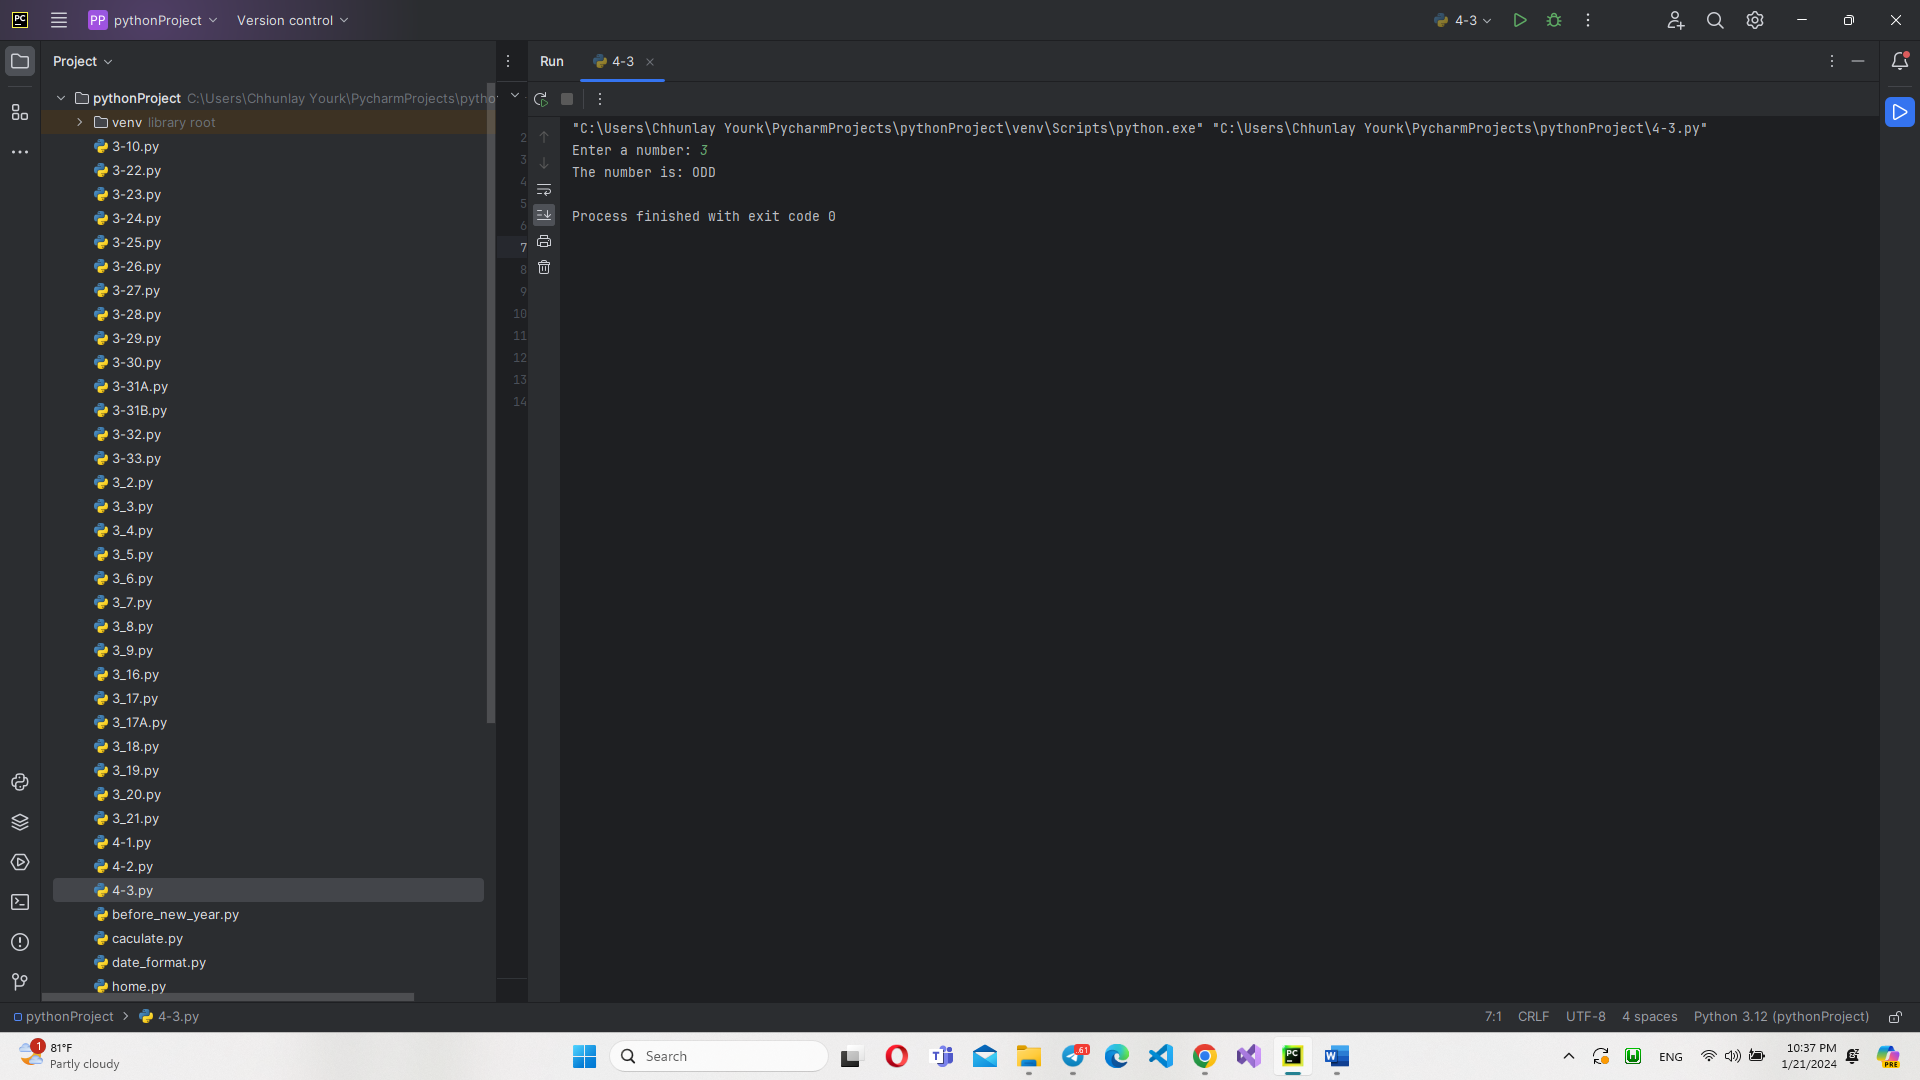 PC
PP pythonProject Version control 4-3
Project
Run 4-3
pythonProject C:\Users\Chhunlay Yourk\PycharmProjects\pytho
venv library root
3-10.py
3-22.py
3-23.py
3-24.py
3-25.py
3-26.py
3-27.py
3-28.py
3-29.py
3-30.py
3-31A.py
3-31B.py
3-32.py
3-33.py
3_2.py
3_3.py
3_4.py
3_5.py
3_6.py
3_7.py
3_8.py
3_9.py
3_16.py
3_17.py
3_17A.py
3_18.py
3_19.py
3_20.py
3_21.py
4-1.py
4-2.py
4-3.py
before_new_year.py
caculate.py
date_format.py
home.py
2
3
4
5
6
7
8
9
10
11
12
13
14
"C:\Users\Chhunlay Yourk\PycharmProjects\pythonProject\venv\Scripts\python.exe" "C:\Users\Chhunlay Yourk\PycharmProjects\pythonProject\4-3.py"
Enter a number: 3
The number is: ODD
Process finished with exit code 0
pythonProject 4-3.py
7:1 CRLF UTF-8 4 spaces Python 3.12 (pythonProject)
1
81°F
Partly cloudy
Search
61
PC
W
ENG
10:37 PM
1/21/2024
PRE